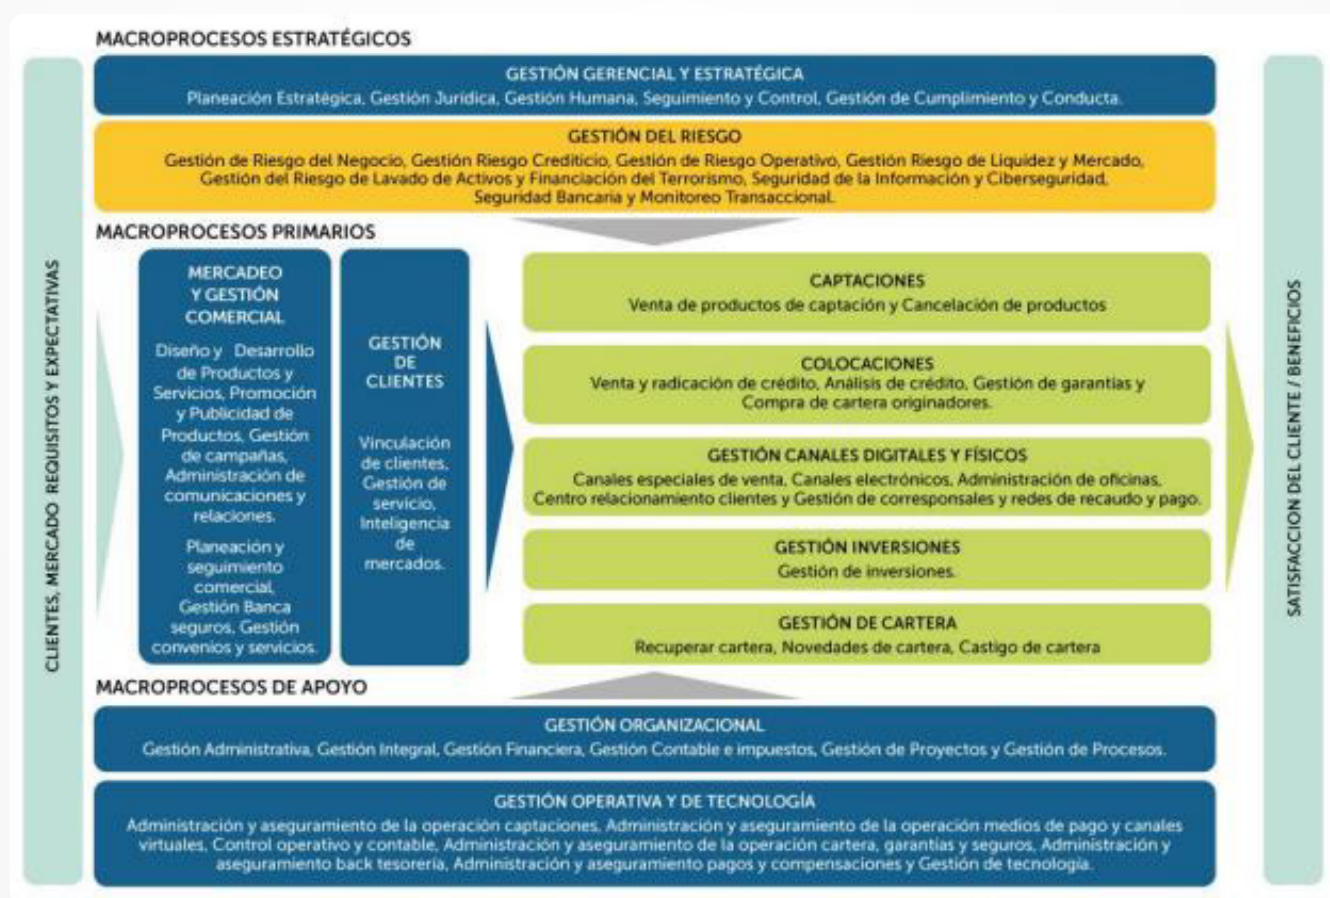 MACROPROCESOS ESTRATÉGICOS
GESTIÓN GERENCIAL Y ESTRATÉGICA
Planeación Estratégica, Gestión Jurídica, Gestión Humana, Seguimiento y Control, Gestión de Cumplimiento y Conducta.
GESTIÓN DEL RIESGO
Gestión de Riesgo del Negocio, Gestión Riesgo Crediticio, Gestión de Riesgo Operativo, Gestión Riesgo de Liquidez y Mercado,
Gestión del Riesgo de Lavado de Activos y Financiación del Terrorismo, Seguridad de la Información y Ciberseguridad,
Seguridad Bancaria y Monitoreo Transaccional.
MACROPROCESOS PRIMARIOS
CLIENTES, MERCADO REQUISITOS Y EXPECTATIVAS
MERCADEO
Y GESTIÓN
COMERCIAL
Diseño y Desarrollo
de Productos y
Servicios, Promoción
y Publicidad de
Productos, Gestión
de campañas,
Administración de
comunicaciones y
relaciones.
Planeación y
seguimiento
comercial,
Gestión Banca
seguros, Gestión
convenios y servicios.
GESTIÓN
DE
CLIENTES
Vinculación
de clientes,
Gestión de
servicio,
Inteligencia
de
mercados.
CAPTACIONES
Venta de productos de captación y Cancelación de productos
COLOCACIONES
Venta y radicación de crédito, Análisis de crédito, Gestión de garantías y
Compra de cartera originadores.
GESTIÓN CANALES DIGITALES Y FÍSICOS
Canales especiales de venta, Canales electrónicos, Administración de oficinas,
Centro relacionamiento clientes y Gestión de corresponsales y redes de recaudo y pago.
GESTIÓN INVERSIONES
Gestión de inversiones.
GESTIÓN DE CARTERA
Recuperar cartera, Novedades de cartera, Castigo de cartera
SATISFACCION DEL CLIENTE / BENEFICIOS
MACROPROCESOS DE APOYO
GESTIÓN ORGANIZACIONAL
Gestión Administrativa, Gestión Integral, Gestión Financiera, Gestión Contable e impuestos, Gestión de Proyectos y Gestión de Procesos.
GESTIÓN OPERATIVA Y DE TECNOLOGÍA
Administración y aseguramiento de la operación captaciones, Administración y aseguramiento de la operación medios de pago y canales
virtuales, Control operativo y contable, Administración y aseguramiento de la operación cartera, garantías y seguros, Administración y
aseguramiento back tesorería, Administración y aseguramiento pagos y compensaciones y Gestión de tecnología.